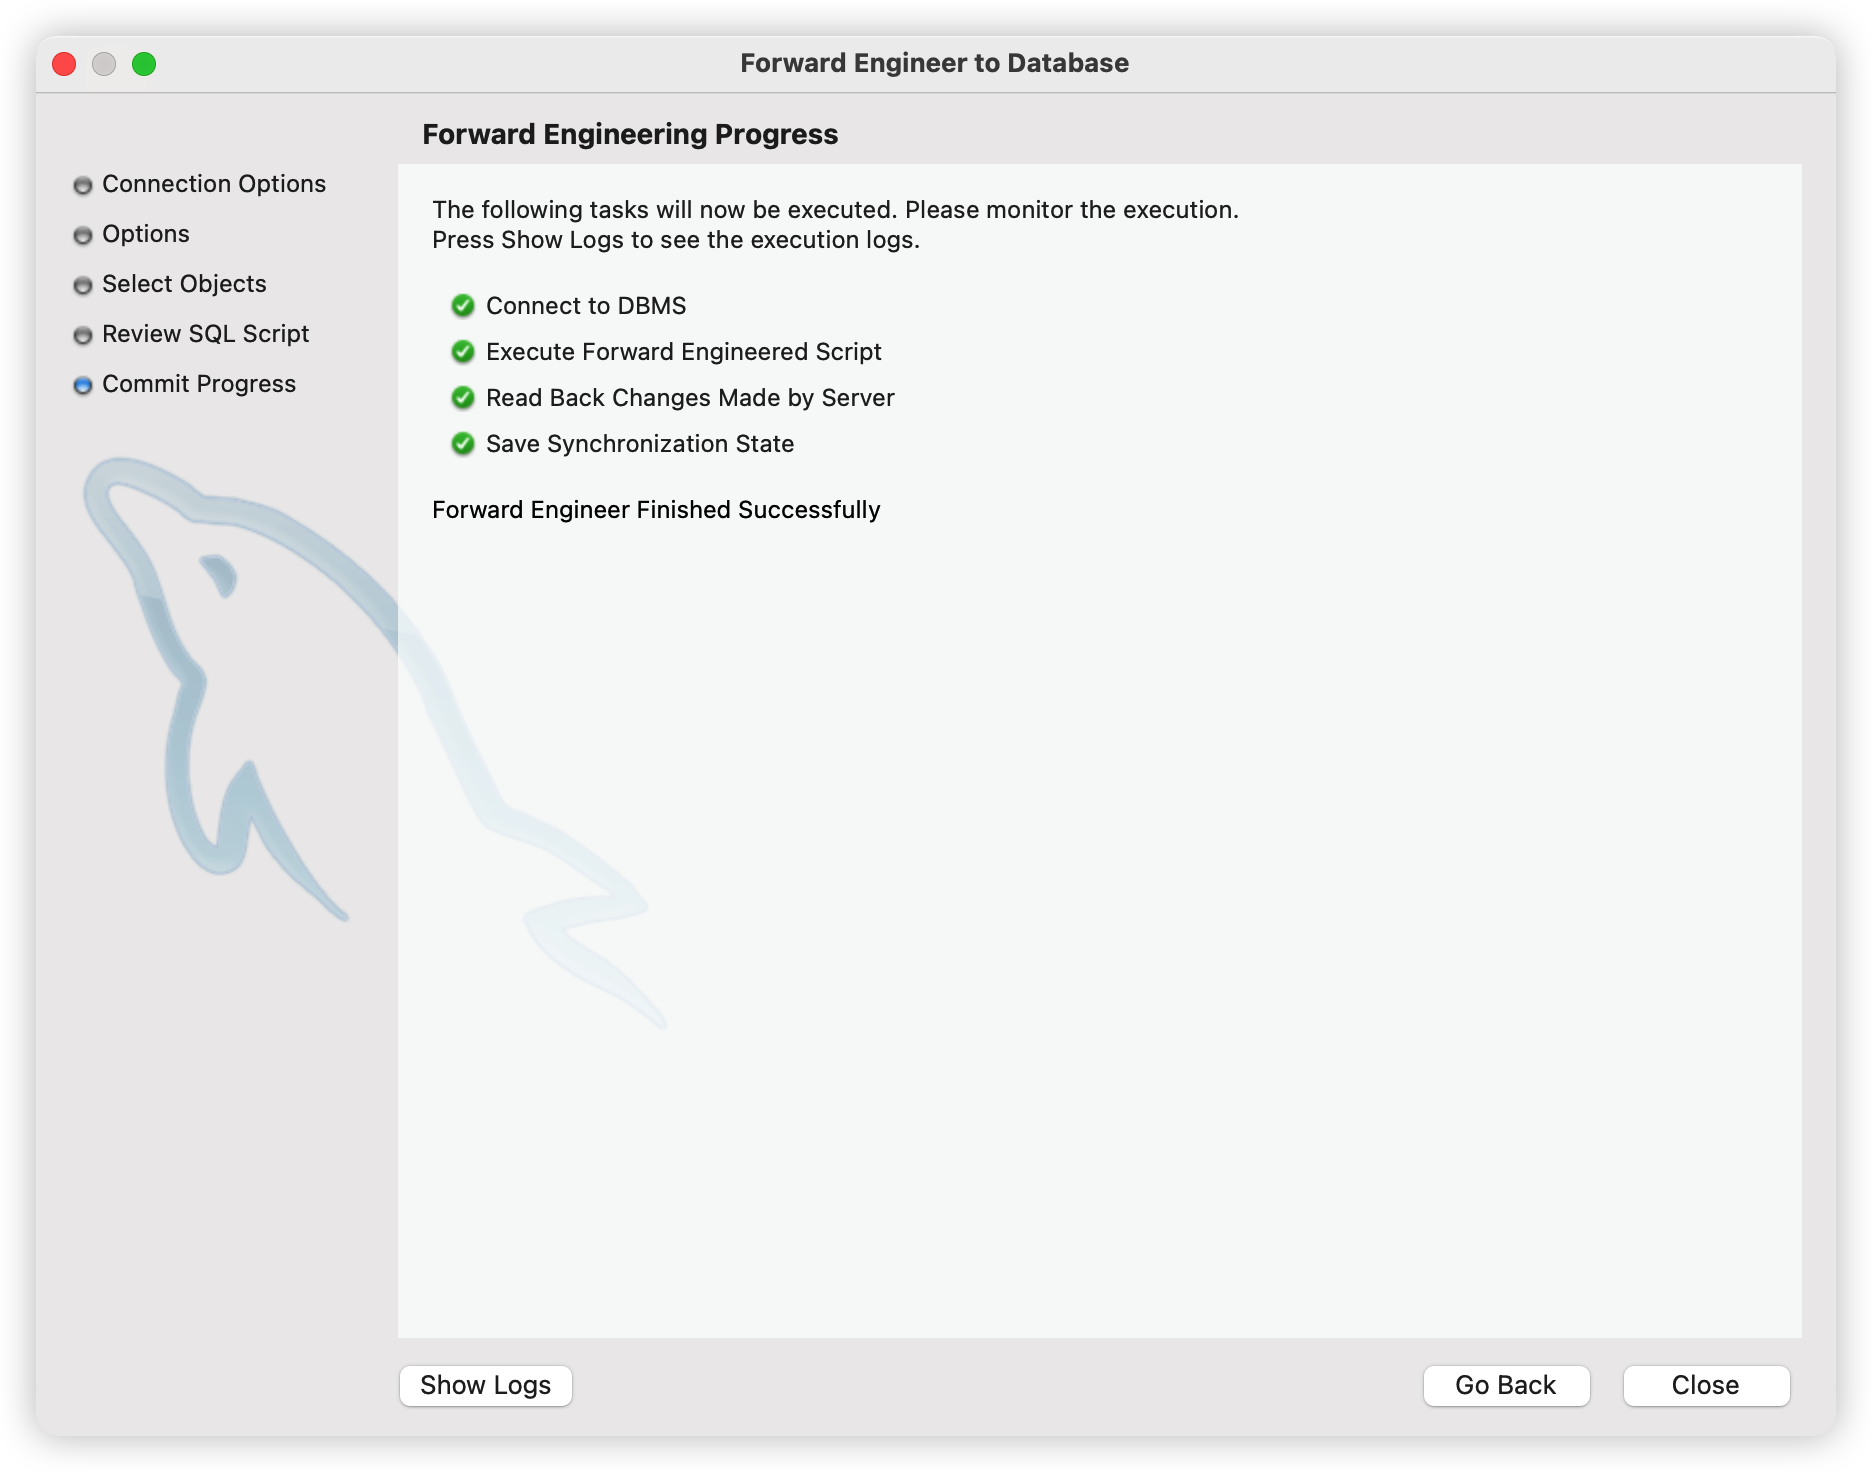 Forward Engineer to Database
Forward Engineering Progress
Connection Options
Options
Select Objects
Review SQL Script
Commit Progress
The following tasks will now be executed. Please monitor the execution.
Press Show Logs to see the execution logs.
Connect to DBMS
Execute Forward Engineered Script
Read Back Changes Made by Server
Save Synchronization State
Forward Engineer Finished Successfully
Show Logs
Go Back
Close